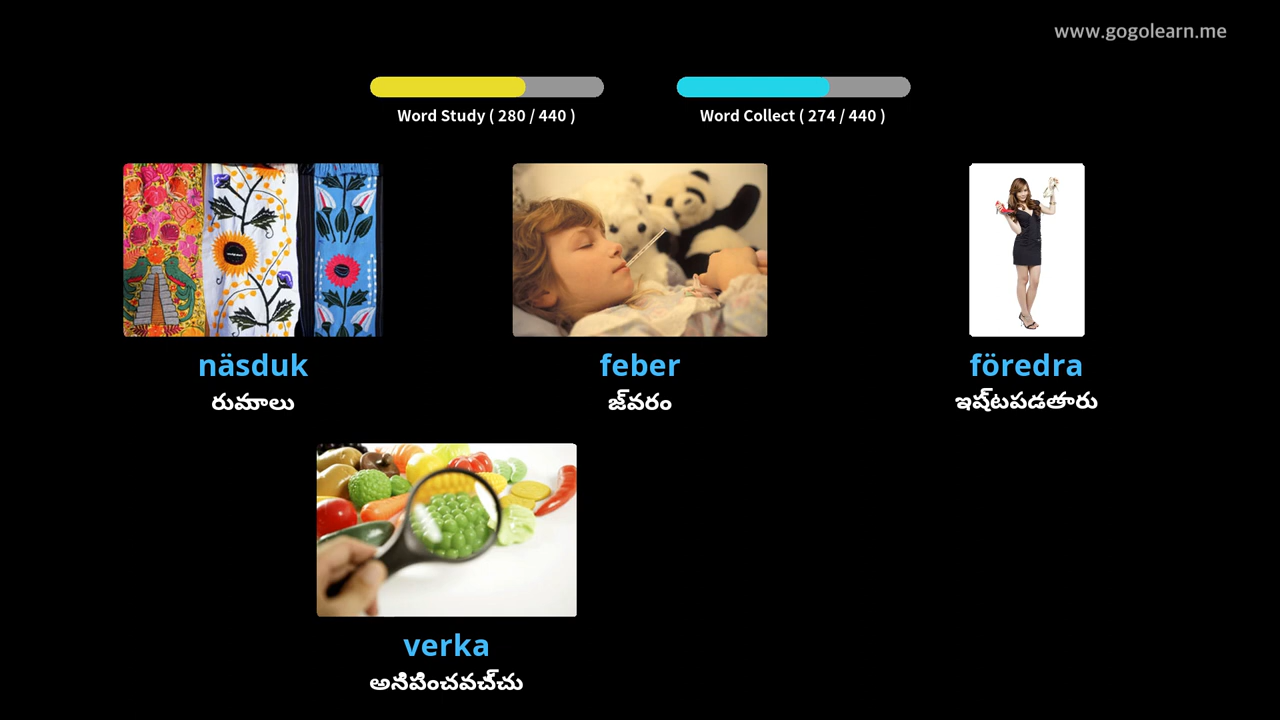 www.gogolearn.me
Word Study ( 280 / 440 )
Word Collect ( 274 / 440 )
näsduk
రుమాలు
feber
జ్వరం
föredra
ఇష్టపడతారు
verka
అనిపించవచ్చు